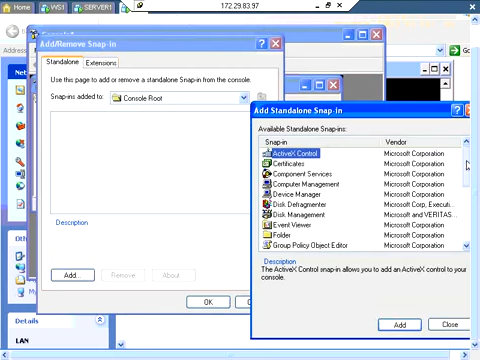 Home WS1 SERVER1 172.29.83.97
Address
Go
Add/Remove Snap-in
Standalone Extensions
Use this page to add or remove a standalone Snap-in from the console.
Snap-ins added to: Console Root
Description
Add... Remove About
OK
Add Standalone Snap-in
Available Standalone Snap-ins:
Snap-in Vendor
ActiveX Control Microsoft Corporation
Certificates Microsoft Corporation
Component Services Microsoft Corporation
Computer Management Microsoft Corporation
Device Manager Microsoft Corporation
Disk Defragmenter Microsoft Corp, Executi...
Disk Management Microsoft and VERITAS...
Event Viewer Microsoft Corporation
Folder Microsoft Corporation
Group Policy Object Editor Microsoft Corporation
Description
The ActiveX Control snap-in allows you to add an ActiveX control to your
console.
Add Close
Net
Othe
My
Details
LAN